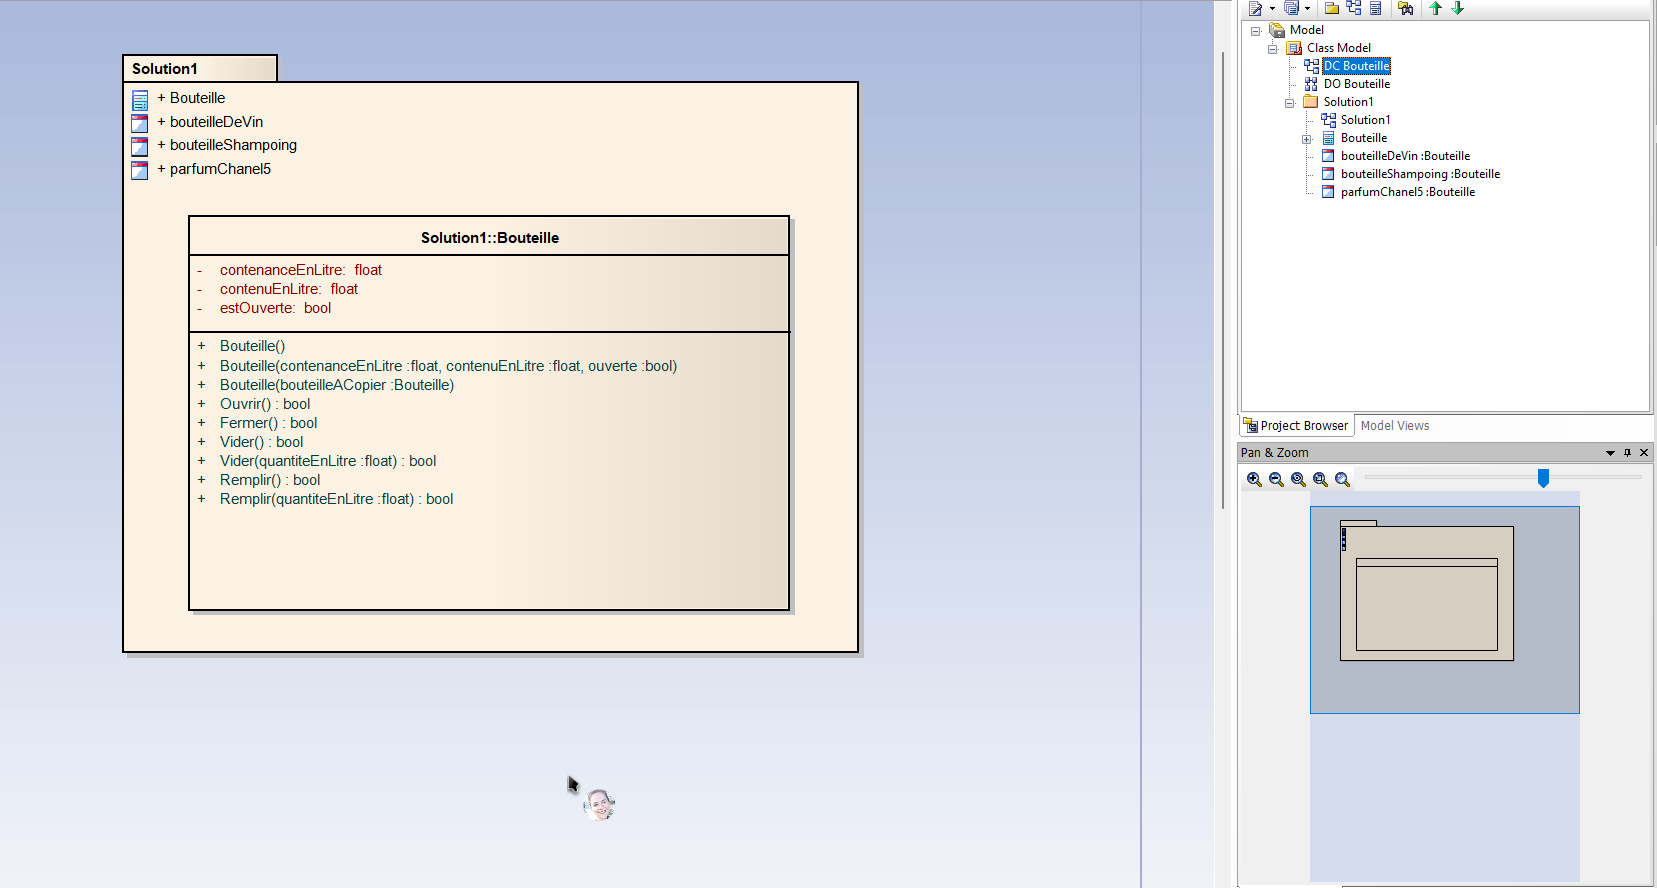 Solution1
+ Bouteille
+ bouteilleDeVin
+ bouteilleShampoing
+ parfumChanel5
Solution1::Bouteille
- contenanceEnLitre: float
- contenuEnLitre: float
- estOuverte: bool
+ Bouteille()
+ Bouteille(contenanceEnLitre :float, contenuEnLitre :float, ouverte :bool)
+ Bouteille(bouteilleACopier :Bouteille)
+ Ouvrir() : bool
+ Fermer() : bool
+ Vider() : bool
+ Vider(quantiteEnLitre :float) : bool
+ Remplir() : bool
+ Remplir(quantiteEnLitre :float) : bool
Model
Class Model
DC Bouteille
DO Bouteille
Solution1
Solution1
Bouteille
bouteilleDeVin :Bouteille
bouteilleShampoing :Bouteille
parfumChanel5 :Bouteille
Project Browser Model Views
Pan & Zoom